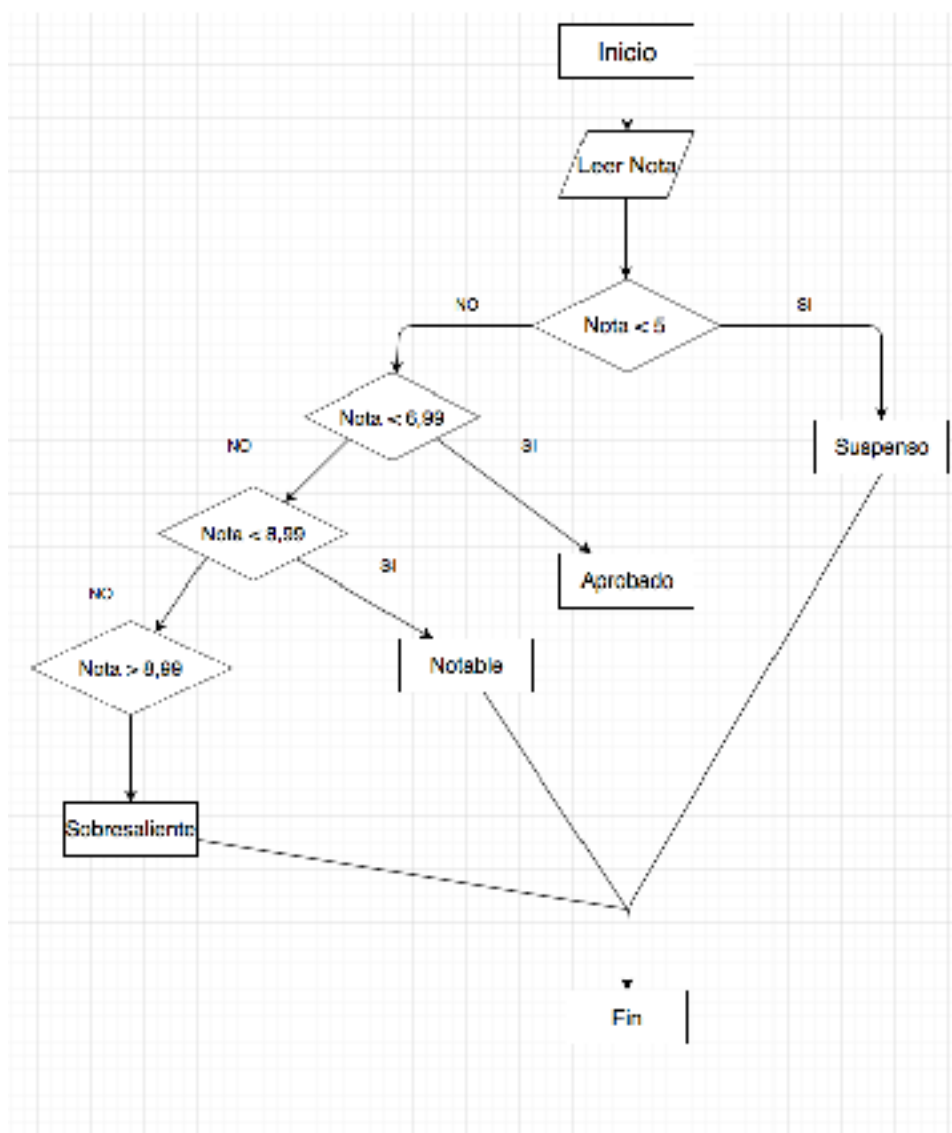 Inicio
Leer Nota
NO
SI
Nota < 5
Nota < 6,99
NO
SI
Suspenso
Nota < 8,99
SI
Aprobado
NO
Nota > 8,99
Notable
Sobresaliente
Fin